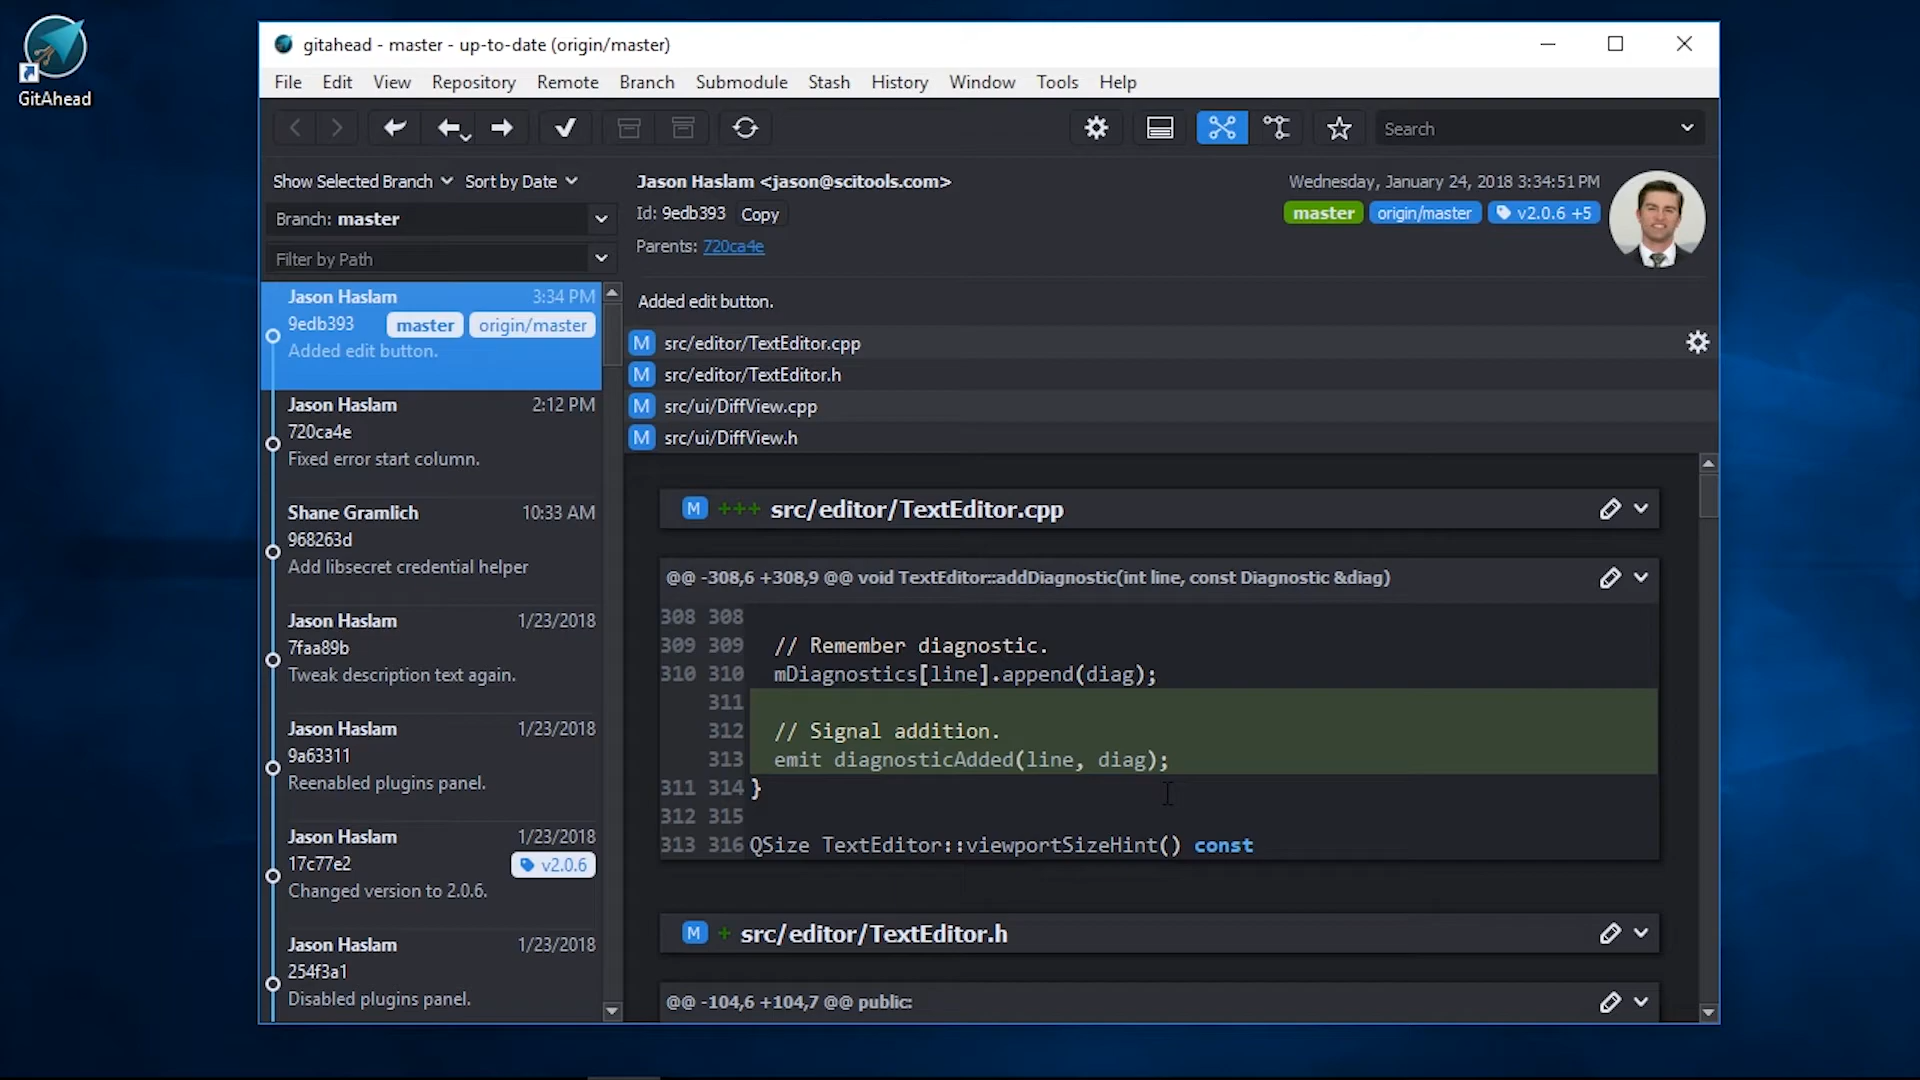 GitAhead
gitahead - master - up-to-date (origin/master)
File Edit View Repository Remote Branch Submodule Stash History Window Tools Help
Search
Show Selected Branch Sort by Date
Branch: master
Filter by Path
Jason Haslam 3:34 PM
9edb393 master origin/master
Added edit button.
Jason Haslam 2:12 PM
720ca4e
Fixed error start column.
Shane Gramlich 10:33 AM
968263d
Add libsecret credential helper
Jason Haslam 1/23/2018
7faa89b
Tweak description text again.
Jason Haslam 1/23/2018
9a63311
Reenabled plugins panel.
Jason Haslam 1/23/2018
17c77e2 v2.0.6
Changed version to 2.0.6.
Jason Haslam 1/23/2018
254f3a1
Disabled plugins panel.
Jason Haslam <jason@scitools.com> Wednesday, January 24, 2018 3:34:51 PM
Id: 9edb393 Copy master origin/master v2.0.6 +5
Parents: 720ca4e
Added edit button.
M src/editor/TextEditor.cpp
M src/editor/TextEditor.h
M src/ui/DiffView.cpp
M src/ui/DiffView.h
M +++ src/editor/TextEditor.cpp
@@ -308,6 +308,9 @@ void TextEditor::addDiagnostic(int line, const Diagnostic &diag)
308 308
309 309 // Remember diagnostic.
310 310 mDiagnostics[line].append(diag);
311
312 // Signal addition.
313 emit diagnosticAdded(line, diag);
311 314 }
312 315
313 316 QSize TextEditor::viewportSizeHint() const
M + src/editor/TextEditor.h
@@ -104,6 +104,7 @@ public: